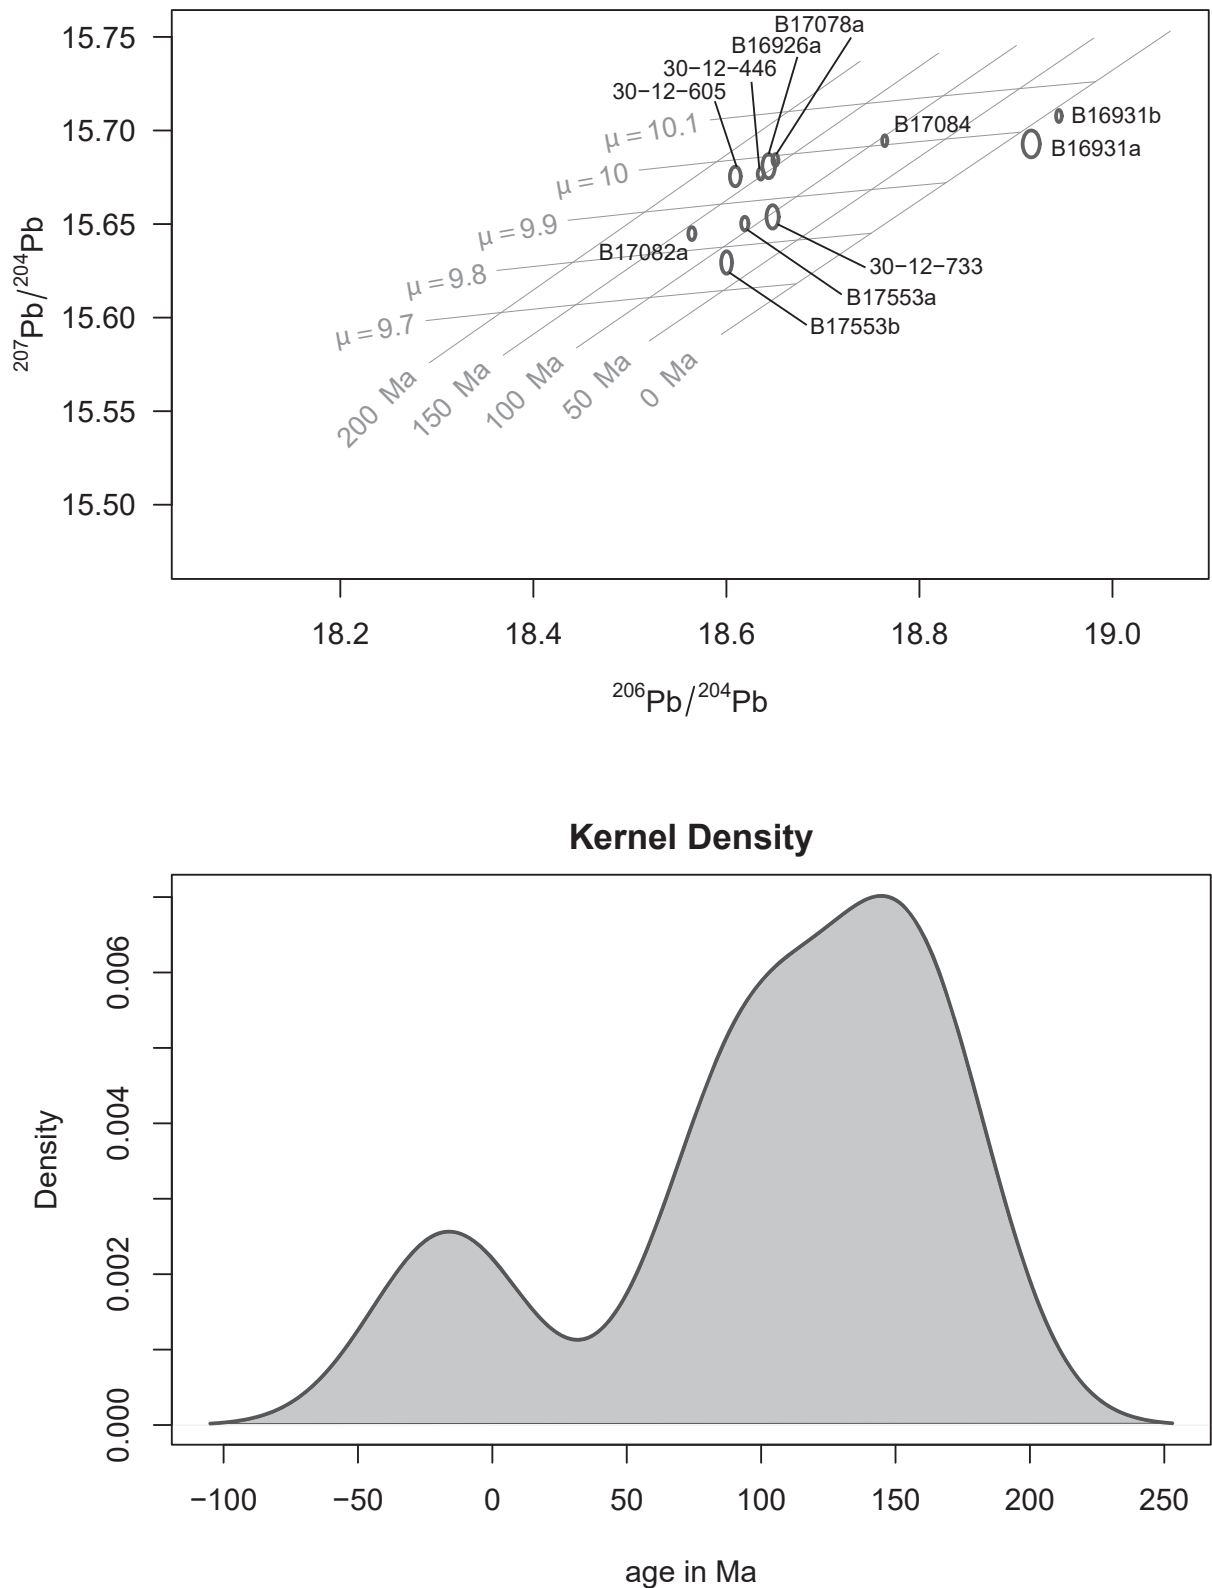 15.75
15.70
15.65
15.60
15.55
15.50
207Pb/204Pb
B17078a
B16926a
30−12−446
30−12−605
B17084
B16931b
B16931a
μ = 10.1
μ = 10
μ = 9.9
μ = 9.8
μ = 9.7
B17082a
30−12−733
B17553a
B17553b
200 Ma
150 Ma
100 Ma
50 Ma
0 Ma
18.2 18.4 18.6 18.8 19.0
206Pb/204Pb
Kernel Density
0.006
0.004
0.002
0.000
Density
−100 −50 0 50 100 150 200 250
age in Ma